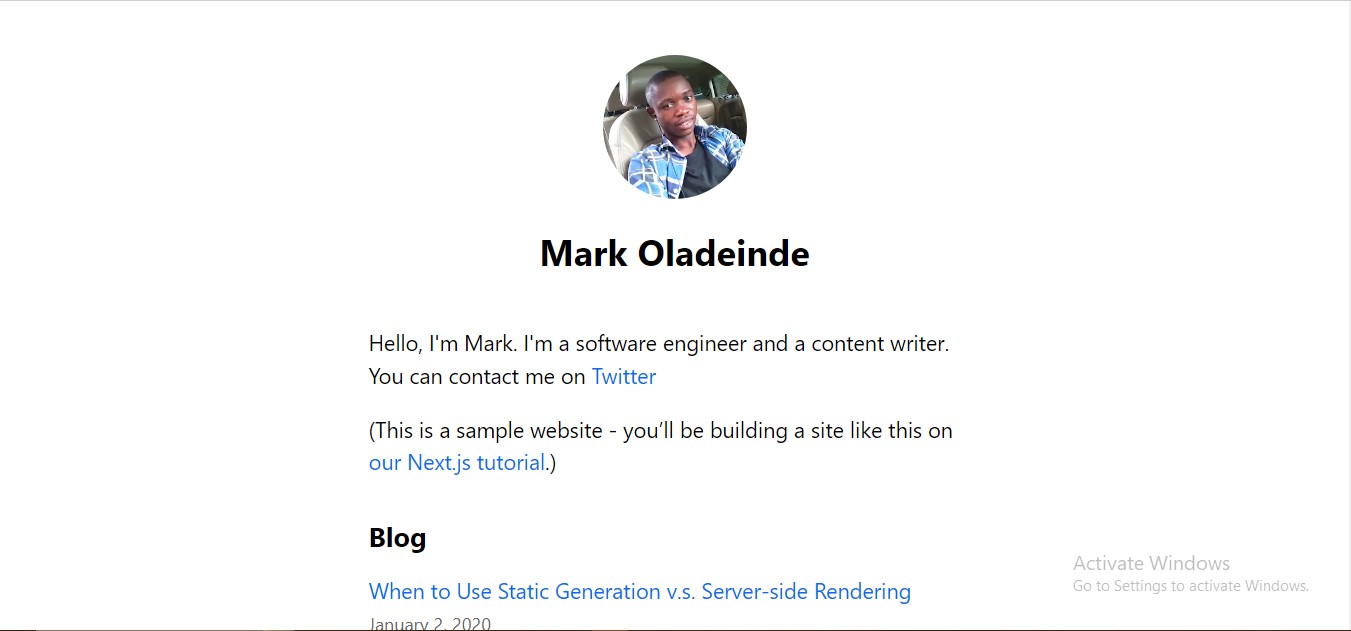 Mark Oladeinde
Hello, I'm Mark. I'm a software engineer and a content writer.
You can contact me on Twitter
(This is a sample website - you’ll be building a site like this on
our Next.js tutorial.)
Blog
When to Use Static Generation v.s. Server-side Rendering
January 2, 2020
Activate Windows
Go to Settings to activate Windows.